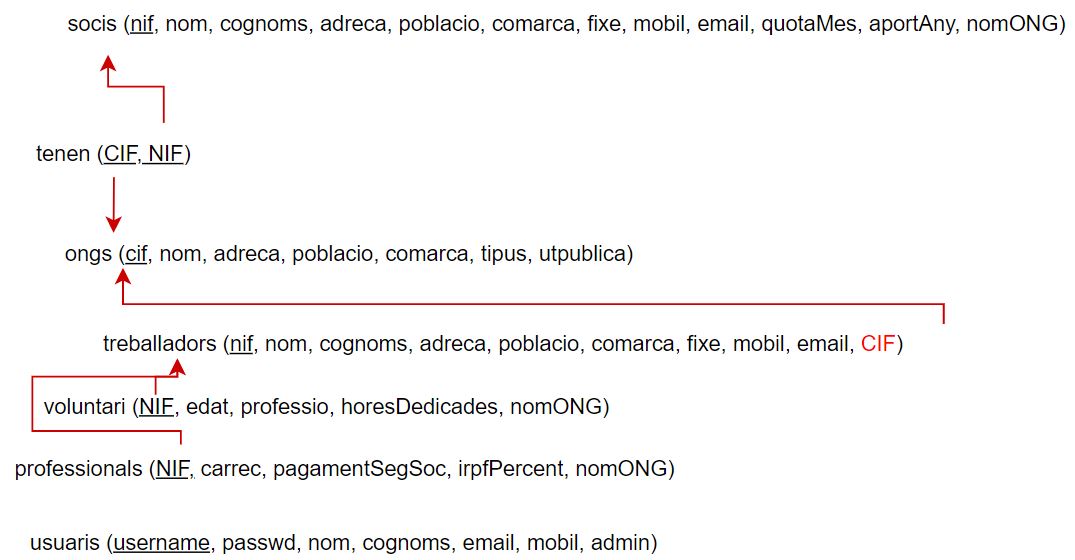 socis (nif, nom, cognoms, adreca, poblacio, comarca, fixe, mobil, email, quotaMes, aportAny, nomONG)
tenen (CIF, NIF)
ongs (cif, nom, adreca, poblacio, comarca, tipus, utpublica)
treballadors (nif, nom, cognoms, adreca, poblacio, comarca, fixe, mobil, email, CIF)
voluntari (NIF, edat, professio, horesDedicades, nomONG)
professionals (NIF, carrec, pagamentSegSoc, irpfPercent, nomONG)
usuaris (username, passwd, nom, cognoms, email, mobil, admin)